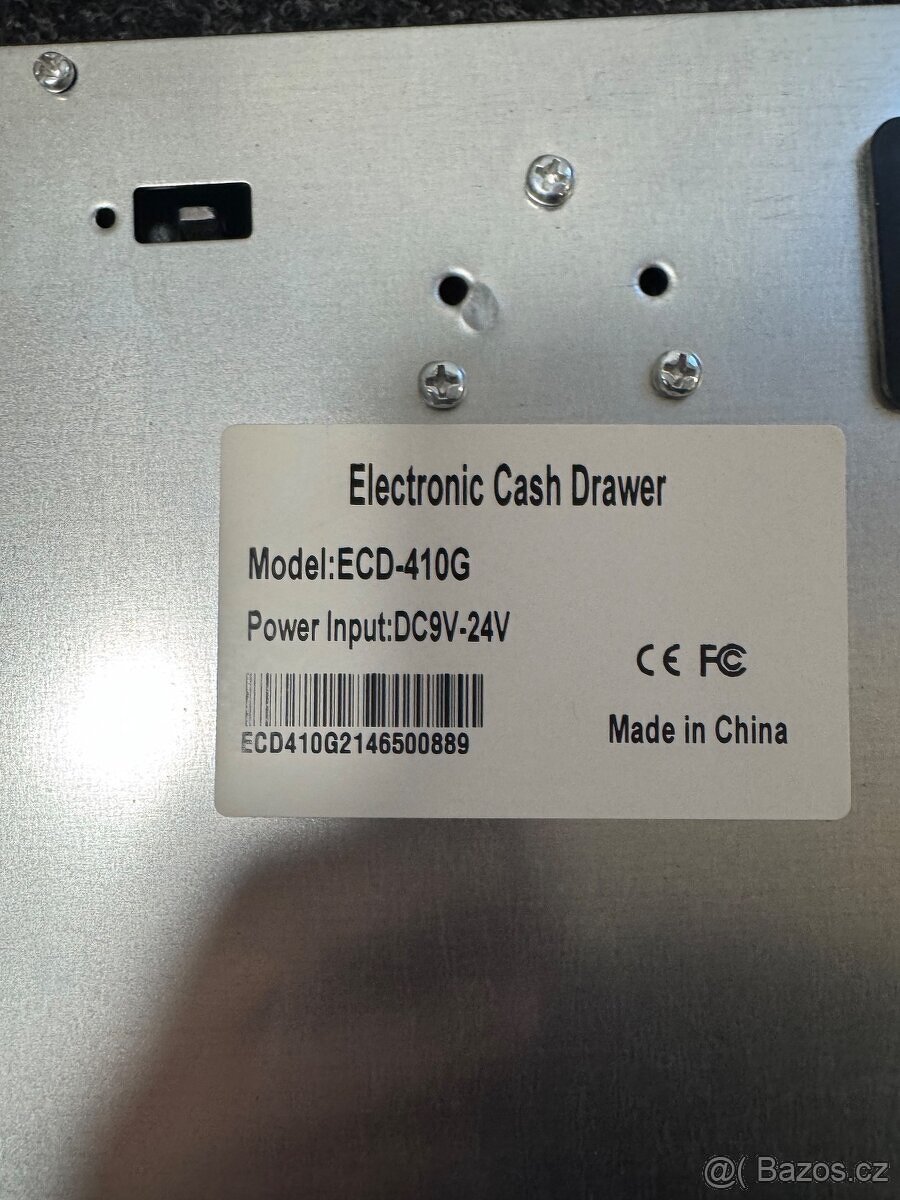 Electronic Cash Drawer
Model:ECD-410G
Power Input:DC9V-24V
CE FC
ECD410G2146500889
Made in China
@( Bazos.cz